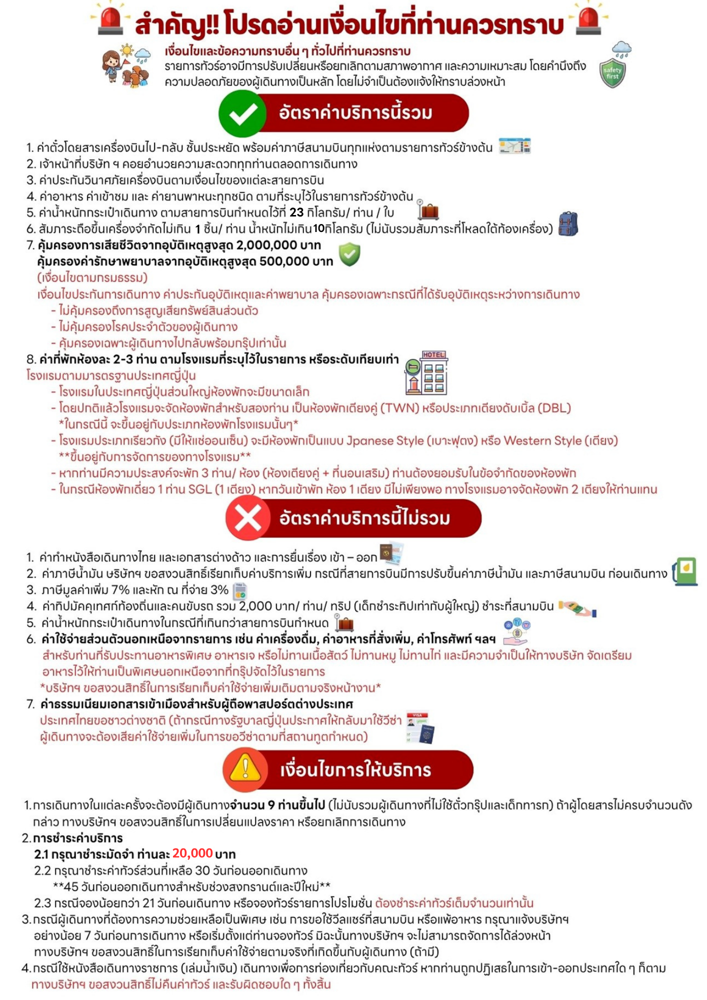 สำคัญ!! โปรดอ่านเงื่อนไขที่ท่านควรทราบ
เงื่อนไขและข้อความทราบอื่น ๆ ทั่วไปที่ท่านควรทราบ
รายการทัวร์อาจมีการปรับเปลี่ยนหรือยกเลิกตามสภาพอากาศ และความเหมาะสม โดยคำนึงถึง
ความปลอดภัยของผู้เดินทางเป็นหลัก โดยไม่จำเป็นต้องแจ้งให้ทราบล่วงหน้า
safety
first
อัตราค่าบริการนี้รวม
1. ค่าตั๋วโดยสารเครื่องบินไป-กลับ ชั้นประหยัด พร้อมค่าภาษีสนามบินทุกแห่งตามรายการทัวร์ข้างต้น
2. เจ้าหน้าที่บริษัท ฯ คอยอำนวยความสะดวกทุกท่านตลอดการเดินทาง
3. ค่าประกันวินาศภัยเครื่องบินตามเงื่อนไขของแต่ละสายการบิน
4. ค่าอาหาร ค่าเข้าชม และ ค่ายานพาหนะทุกชนิด ตามที่ระบุไว้ในรายการทัวร์ข้างต้น
5. ค่าน้ำหนักกระเป๋าเดินทาง ตามสายการบินกำหนดไว้ที่ 23 กิโลกรัม/ ท่าน / ใบ
6. สัมภาระถือขึ้นเครื่องจำกัดไม่เกิน 1 ชิ้น/ ท่าน น้ำหนักไม่เกิน10กิโลกรัม (ไม่นับรวมสัมภาระที่โหลดใต้ท้องเครื่อง)
7. คุ้มครองการเสียชีวิตจากอุบัติเหตุสูงสุด 2,000,000 บาท
คุ้มครองค่ารักษาพยาบาลจากอุบัติเหตุสูงสุด 500,000 บาท
(เงื่อนไขตามกรมธรรม)
เงื่อนไขประกันการเดินทาง ค่าประกันอุบัติเหตุและค่าพยาบาล คุ้มครองเฉพาะกรณีที่ได้รับอุบัติเหตุระหว่างการเดินทาง
- ไม่คุ้มครองถึงการสูญเสียทรัพย์สินส่วนตัว
- ไม่คุ้มครองโรคประจำตัวของผู้เดินทาง
- คุ้มครองเฉพาะผู้เดินทางไปกลับพร้อมกรุ๊ปเท่านั้น
8. ค่าที่พักห้องละ 2-3 ท่าน ตามโรงแรมที่ระบุไว้ในรายการ หรือระดับเทียบเท่า
HOTEL
โรงแรมตามมาตรฐานประเทศญี่ปุ่น
- โรงแรมในประเทศญี่ปุ่นส่วนใหญ่ห้องพักจะมีขนาดเล็ก
- โดยปกติแล้วโรงแรมจะจัดห้องพักสำหรับสองท่าน เป็นห้องพักเตียงคู่ (TWN) หรือประเภทเตียงดับเบิ้ล (DBL)
*ในกรณีนี้ จะขึ้นอยู่กับประเภทห้องพักโรงแรมนั้นๆ*
- โรงแรมประเภทเรียวกัง (มีให้แช่ออนเซ็น) จะมีห้องพักเป็นแบบ Jpanese Style (เบาะฟุตง) หรือ Western Style (เตียง)
**ขึ้นอยู่กับการจัดการของทางโรงแรม**
- หากท่านมีความประสงค์จะพัก 3 ท่าน/ ห้อง (ห้องเตียงคู่ + ที่นอนเสริม) ท่านต้องยอมรับในข้อจำกัดของห้องพัก
- ในกรณีห้องพักเดี่ยว 1 ท่าน SGL (1 เตียง) หากวันเข้าพัก ห้อง 1 เตียง มีไม่เพียงพอ ทางโรงแรมอาจจัดห้องพัก 2 เตียงให้ท่านแทน
อัตราค่าบริการนี้ไม่รวม
1. ค่าทำหนังสือเดินทางไทย และเอกสารต่างด้าว และการยื่นเรื่อง เข้า – ออก
2. ค่าภาษีน้ำมัน ษริษัทฯ ขอสงวนสิทธิ์เรียกเก็บค่าบริการเพิ่ม กรณีที่สายการบินมีการปรับขึ้นค่าภาษีน้ำมัน และภาษีสนามบิน ก่อนเดินทาง
3. ภาษีมูลค่าเพิ่ม 7% และหัก ณ ที่จ่าย 3%
TAX
4. ค่าทิปมัคคุเทศก์ท้องถิ่นและคนขับรถ รวม 2,000 บาท/ ท่าน/ ทริป (เด็กชำระทิปเท่ากับผู้ใหญ่) ชำระที่สนามบิน
5. ค่าน้ำหนักกระเป๋าเดินทางในกรณีที่เกินกว่าสายการบินกำหนด
6. ค่าใช้จ่ายส่วนตัวนอกเหนือจากรายการ เช่น ค่าเครื่องดื่ม, ค่าอาหารที่สั่งเพิ่ม, ค่าโทรศัพท์ ฯลฯ
สำหรับท่านที่รับประทานอาหารพิเศษ อาหารเจ หรือไม่ทานเนื้อสัตว์ ไม่ทานหมู ไม่ทานไก่ และมีความจำเป็นให้ทางบริษัท จัดเตรียม
อาหารไว้ให้ท่านเป็นพิเศษนอกเหนือจากที่กรุ๊ปจัดไว้ในรายการ
*บริษัทฯ ขอสงวนสิทธิ์ในการเรียกเก็บค่าใช้จ่ายเพิ่มเติมตามจริงหน้างาน*
7. ค่าธรรมเนียมเอกสารเข้าเมืองสำหรับผู้ถือพาสปอร์ตต่างประเทศ
ประเทศไทยขอชาวต่างชาติ (ถ้ากรณีทางรัฐบาลญี่ปุ่นประกาศให้กลับมาใช้วีซ่า
VISA
ผู้เดินทางจะต้องเสียค่าใช้จ่ายเพิ่มในการขอวีซ่าตามที่สถานทูตกำหนด)
เงื่อนไขการให้บริการ
1.การเดินทางในแต่ละครั้งจะต้องมีผู้เดินทางจำนวน 9 ท่านขึ้นไป (ไม่นับรวมผู้เดินทางที่ไม่ใช้ตั๋วกรุ๊ปและเด็กทารก) ถ้าผู้โดยสารไม่ครบจำนวนดัง
กล่าว ทางบริษัทฯ ขอสงวนสิทธิ์ในการเปลี่ยนแปลงราคา หรือยกเลิกการเดินทาง
2.การชำระค่าบริการ
2.1 กรุณาชำระมัดจำ ท่านละ 20,000 บาท
2.2 กรุณาชำระค่าทัวร์ส่วนที่เหลือ 30 วันก่อนออกเดินทาง
**45 วันก่อนออกเดินทางสำหรับช่วงสงกรานต์และปีใหม่**
2.3 กรณีจองน้อยกว่า 21 วันก่อนเดินทาง หรือจองทัวร์รายการโปรโมชั่น ต้องชำระค่าทัวร์เต็มจำนวนเท่านั้น
3.กรณีผู้เดินทางที่ต้องการความช่วยเหลือเป็นพิเศษ เช่น การขอใช้วีลแชร์ที่สนามบิน หรือแพ้อาหาร กรุณาแจ้งบริษัทฯ
อย่างน้อย 7 วันก่อนการเดินทาง หรือเริ่มตั้งแต่ท่านจองทัวร์ มิฉะนั้นทางบริษัทฯ จะไม่สามารถจัดการได้ล่วงหน้า
ทางบริษัทฯ ขอสงวนสิทธิ์ในการเรียกเก็บค่าใช้จ่ายตามจริงที่เกิดขึ้นกับผู้เดินทาง (ถ้ามี)
4.กรณีใช้หนังสือเดินทางราชการ (เล่มน้ำเงิน) เดินทางเพื่อการท่องเที่ยวกับคณะทัวร์ หากท่านถูกปฏิเสธในการเข้า-ออกประเทศใด ๆ ก็ตาม
ทางบริษัทฯ ขอสงวนสิทธิ์ไม่คืนค่าทัวร์ และรับผิดชอบใด ๆ ทั้งสิ้น